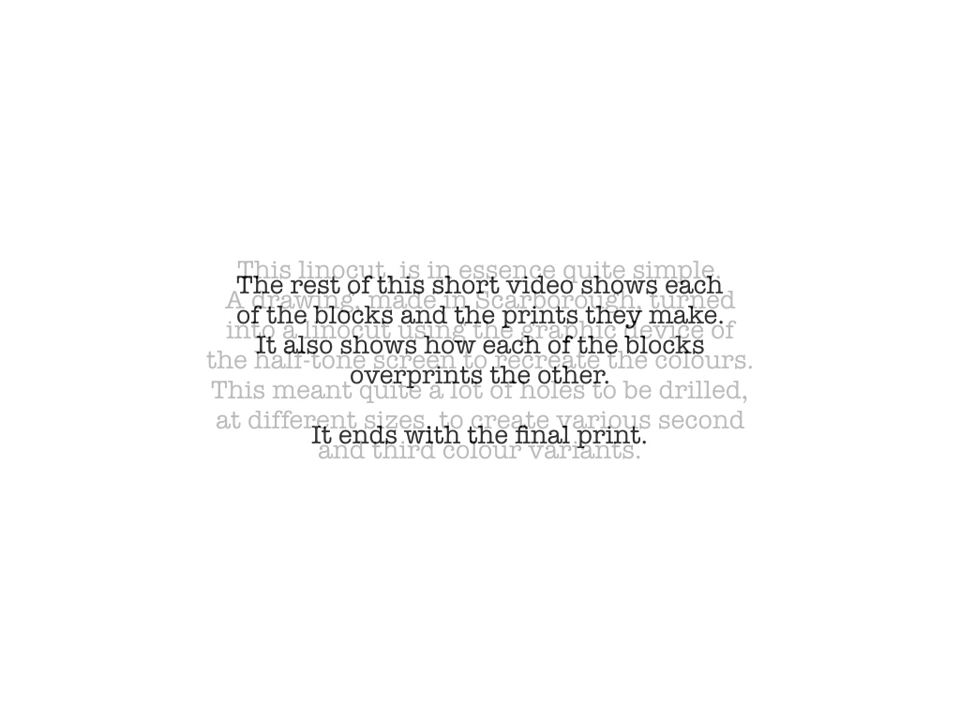 This linocut, is in essence quite simple.
A drawing, made in Scarborough, turned
into a linocut using the graphic device of
the half-tone screen to recreate the colours.
This meant quite a lot of holes to be drilled,
at different sizes, to create various second
and third colour variants.
The rest of this short video shows each
of the blocks and the prints they make.
It also shows how each of the blocks
overprints the other.
It ends with the final print.